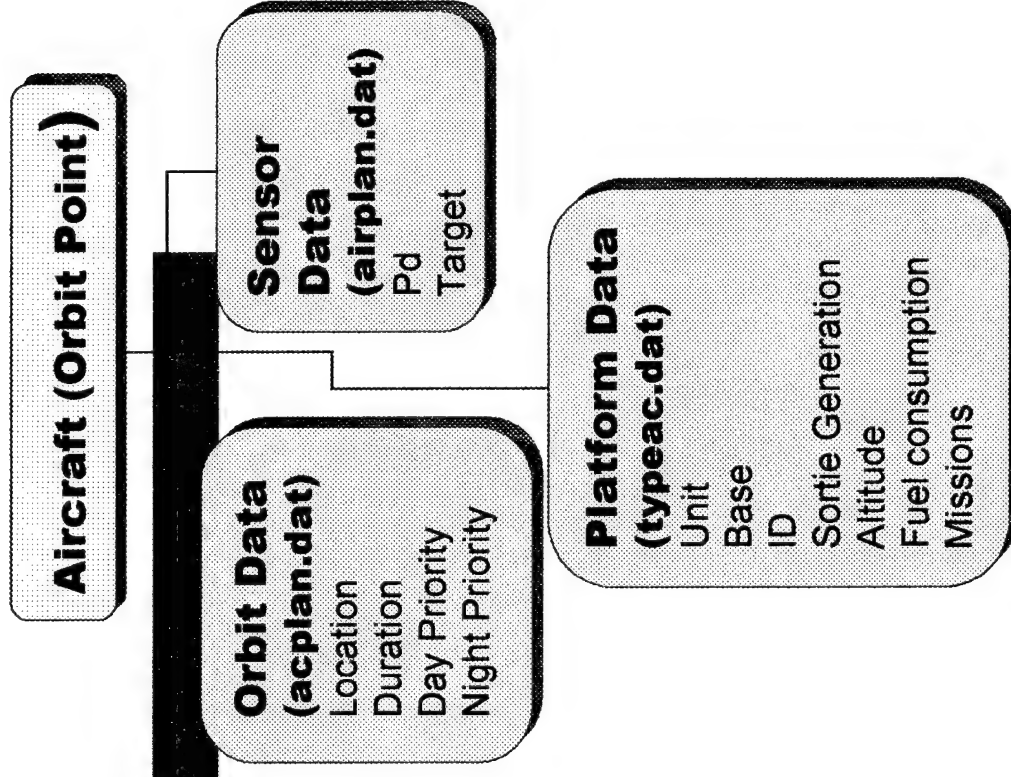 Aircraft (Orbit Point)
Orbit Data
(acplan.dat)
Location
Duration
Day Priority
Night Priority
Sensor
Data
(airplan.dat)
Pd
Target
Platform Data
(typeac.dat)
Unit
Base
ID
Sortie Generation
Altitude
Fuel consumption
Missions